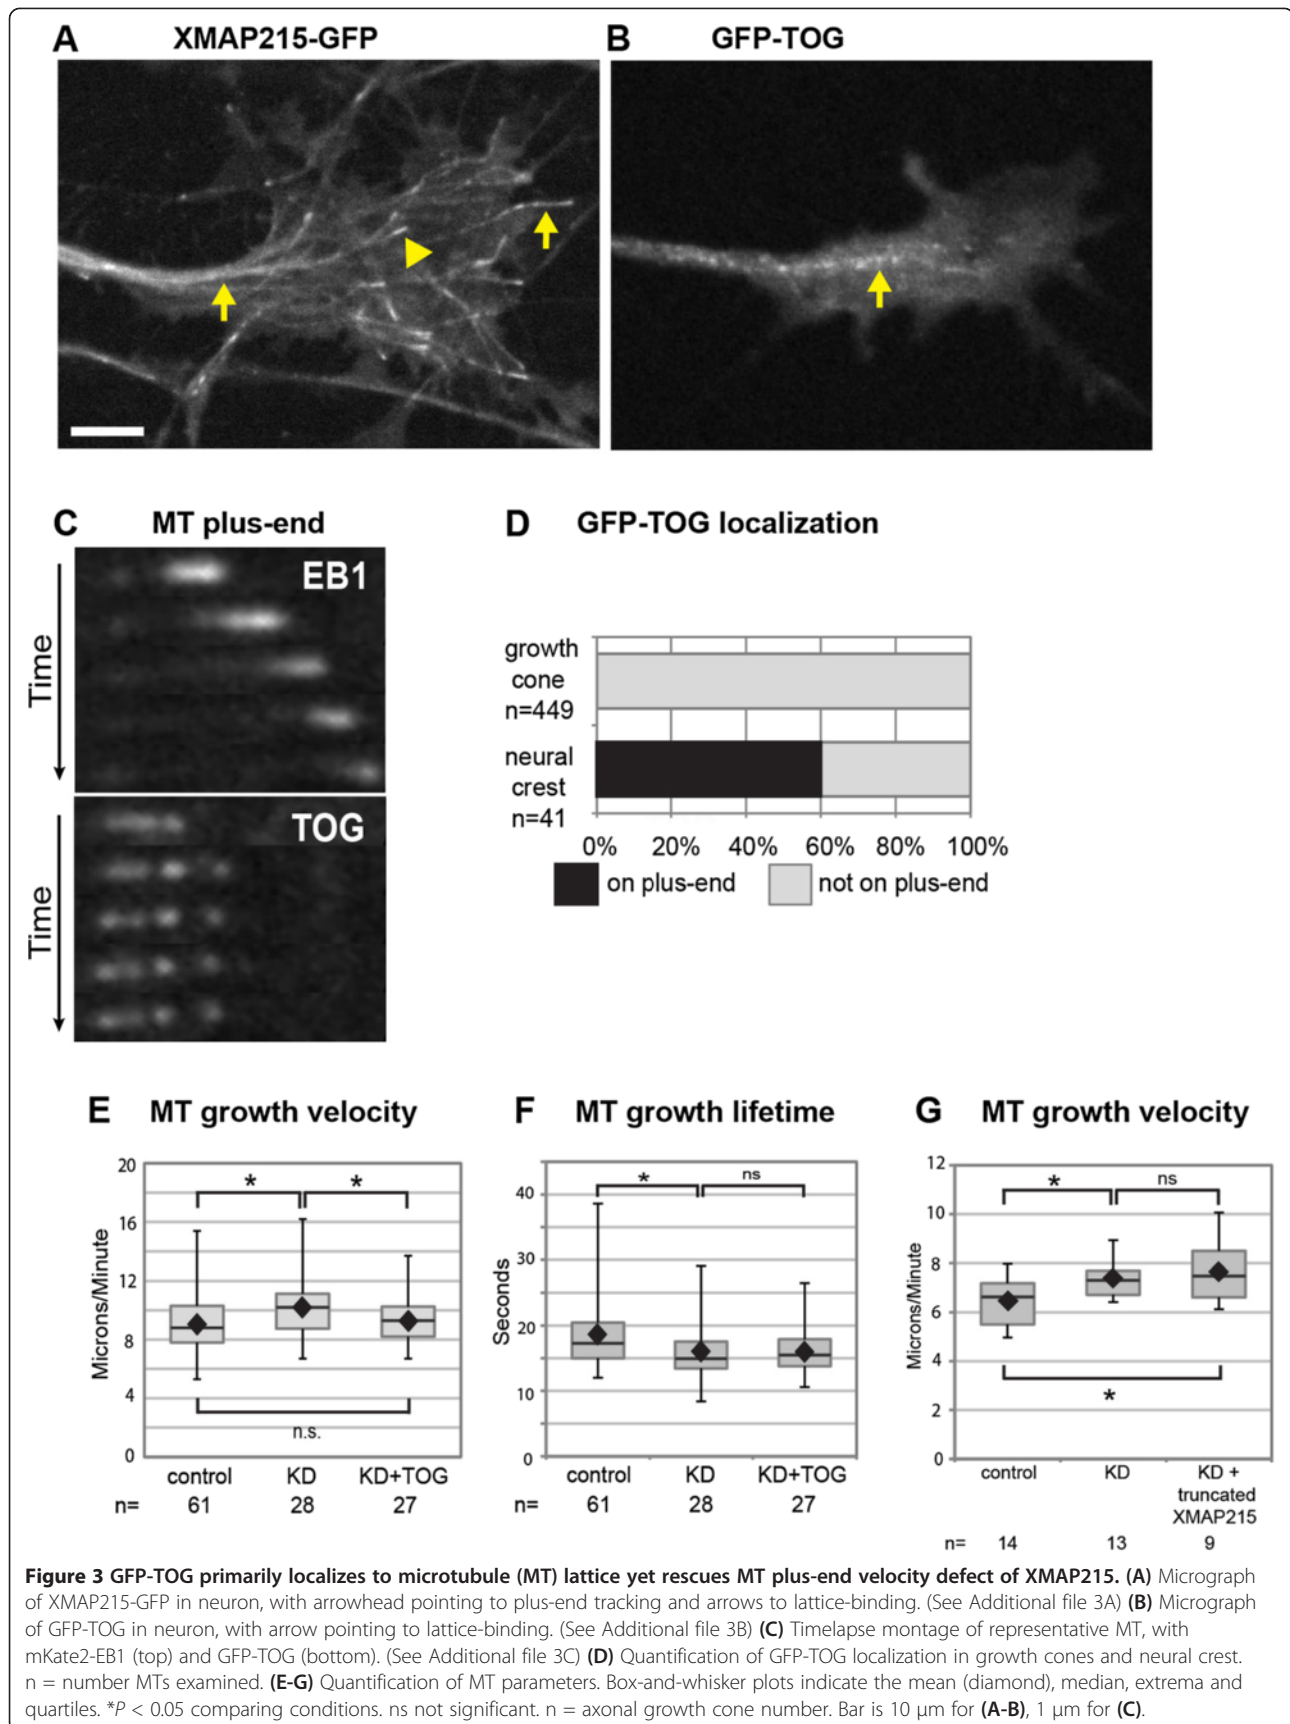 A XMAP215-GFP
B GFP-TOG
C MT plus-end
EB1
Time
TOG
Time
D GFP-TOG localization
growth
cone
n=449
neural
crest
n=41
0% 20% 40% 60% 80% 100%
on plus-end not on plus-end
E MT growth velocity
Microns/Minute
20
16
12
8
4
0
* *
n.s.
control KD KD+TOG
n= 61 28 27
F MT growth lifetime
Seconds
40
30
20
10
0
* ns
control KD KD+TOG
61 28 27
G MT growth velocity
Microns/Minute
12
10
8
6
4
2
0
* ns
*
control KD KD +
truncated
XMAP215
n= 14 13 9
Figure 3 GFP-TOG primarily localizes to microtubule (MT) lattice yet rescues MT plus-end velocity defect of XMAP215. (A) Micrograph
of XMAP215-GFP in neuron, with arrowhead pointing to plus-end tracking and arrows to lattice-binding. (See Additional file 3A) (B) Micrograph
of GFP-TOG in neuron, with arrow pointing to lattice-binding. (See Additional file 3B) (C) Timelapse montage of representative MT, with
mKate2-EB1 (top) and GFP-TOG (bottom). (See Additional file 3C) (D) Quantification of GFP-TOG localization in growth cones and neural crest.
n = number MTs examined. (E-G) Quantification of MT parameters. Box-and-whisker plots indicate the mean (diamond), median, extrema and
quartiles. *P < 0.05 comparing conditions. ns not significant. n = axonal growth cone number. Bar is 10 μm for (A-B), 1 μm for (C).